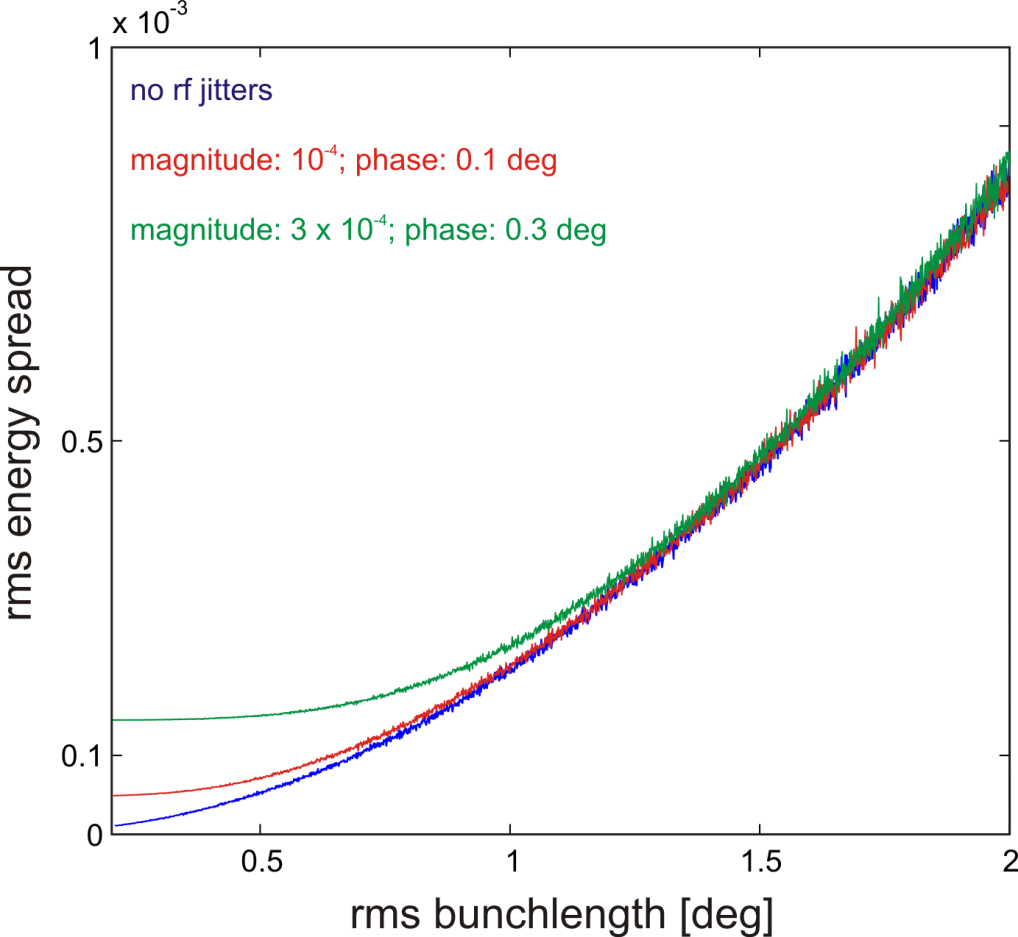 x 10⁻³
1
no rf jitters
magnitude: 10⁻⁴; phase: 0.1 deg
magnitude: 3 x 10⁻⁴; phase: 0.3 deg
rms energy spread
0.5
0.1
0
0.5 1 1.5 2
rms bunchlength [deg]